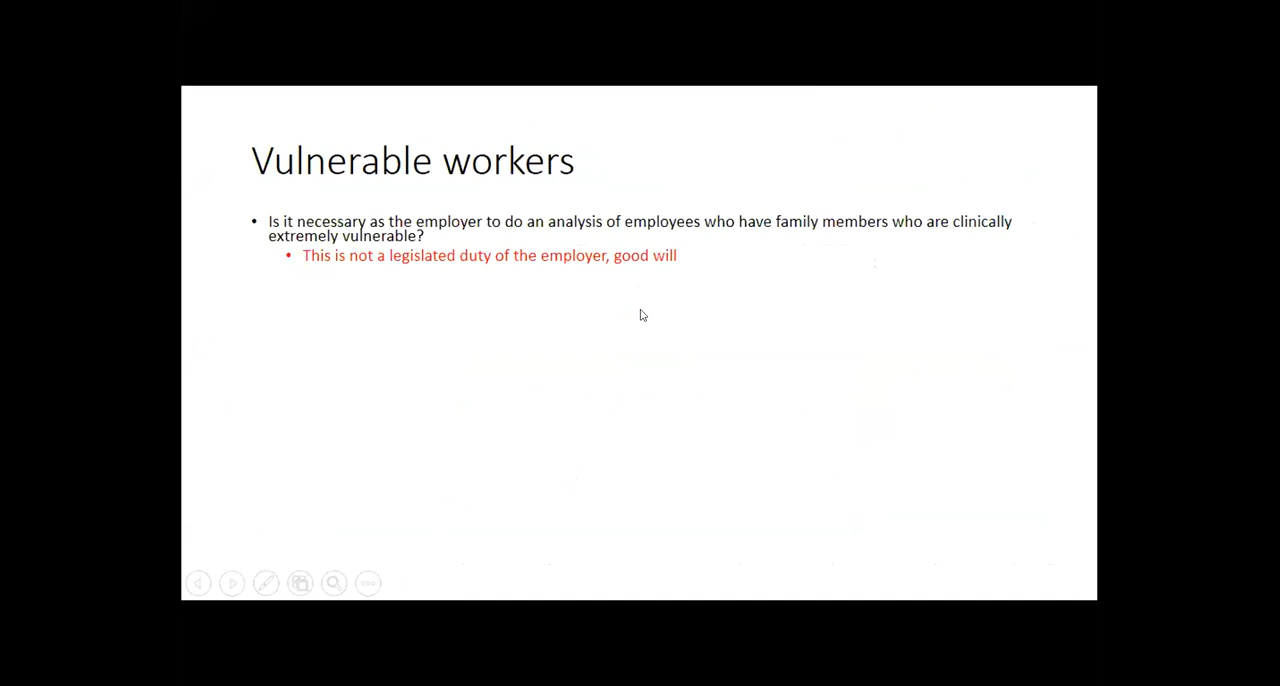 Vulnerable workers
• Is it necessary as the employer to do an analysis of employees who have family members who are clinically
extremely vulnerable?
• This is not a legislated duty of the employer, good will